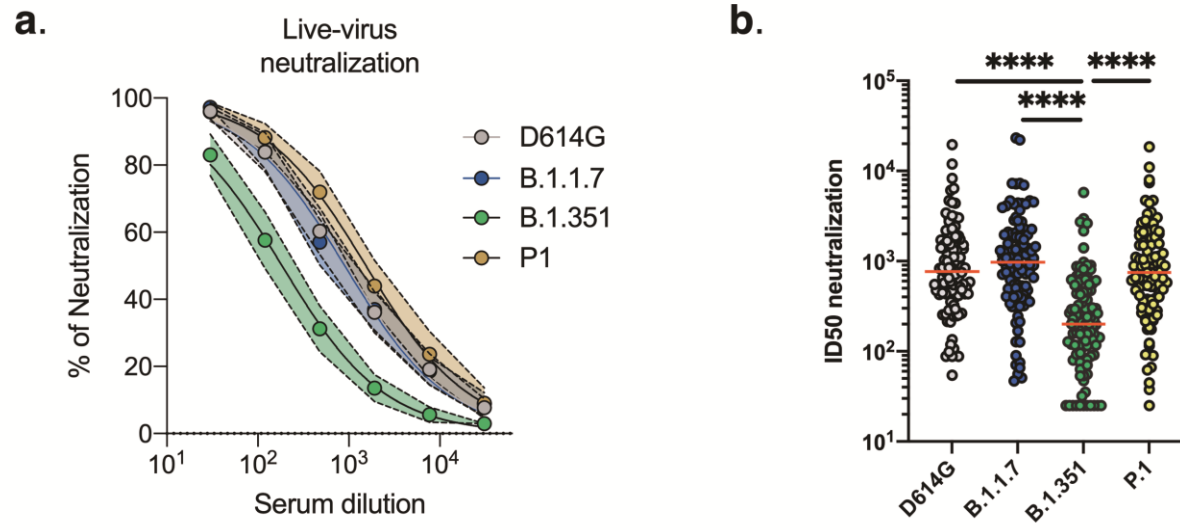 a.
Live-virus
neutralization
% of Neutralization
100
80
60
40
20
0
10¹
10²
10³
10⁴
Serum dilution
D614G
B.1.1.7
B.1.351
P1
b.
**** ****
****
ID50 neutralization
10⁵
10⁴
10³
10²
10¹
D614G
B.1.1.7
B.1.351
P.1